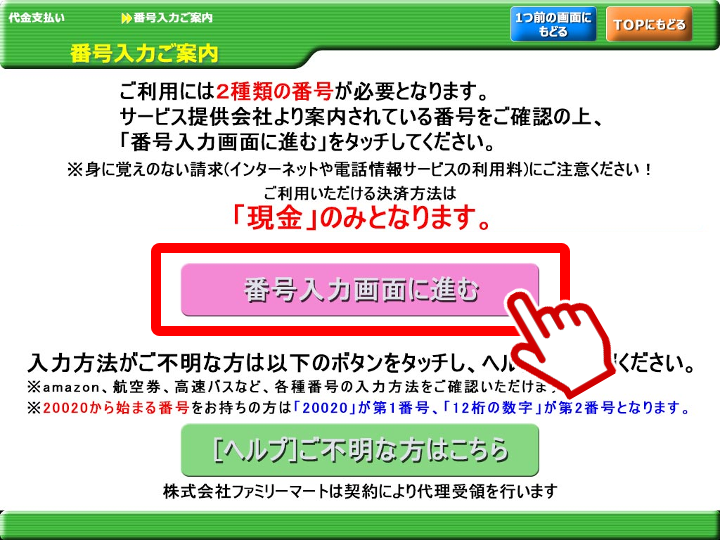 代金支払い
番号入力ご案内
1つ前の画面に
もどる
TOPにもどる
番号入力ご案内
ご利用には2種類の番号が必要となります。
サービス提供会社より案内されている番号をご確認の上、
「番号入力画面に進む」をタッチしてください。
※身に覚えのない請求(インターネットや電話情報サービスの利用料)にご注意ください！
ご利用いただける決済方法は
「現金」のみとなります。
番号入力画面に進む
入力方法がご不明な方は以下のボタンをタッチし、ヘル ください。
※amazon、航空券、高速バスなど、各種番号の入力方法をご確認いただけます
※20020から始まる番号をお持ちの方は「20020」が第1番号、「12桁の数字」が第2番号となります。
[ヘルプ]ご不明な方はこちら
株式会社ファミリーマートは契約により代理受領を行います